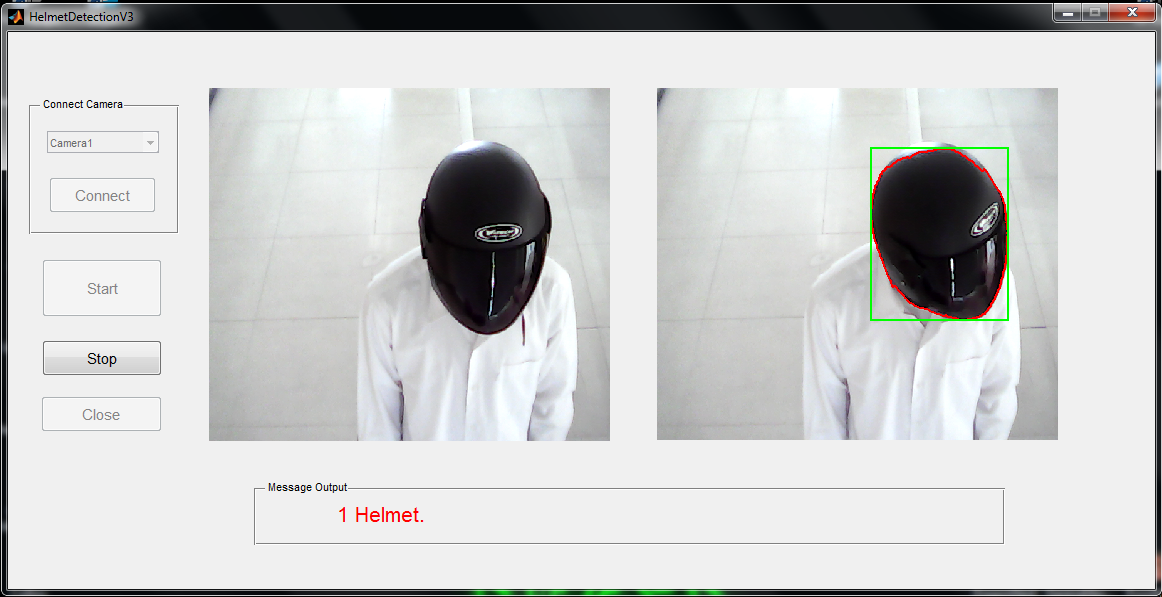 HelmetDetectionV3
Connect Camera
Camera1
Connect
Start
Stop
Close
Message Output
1 Helmet.